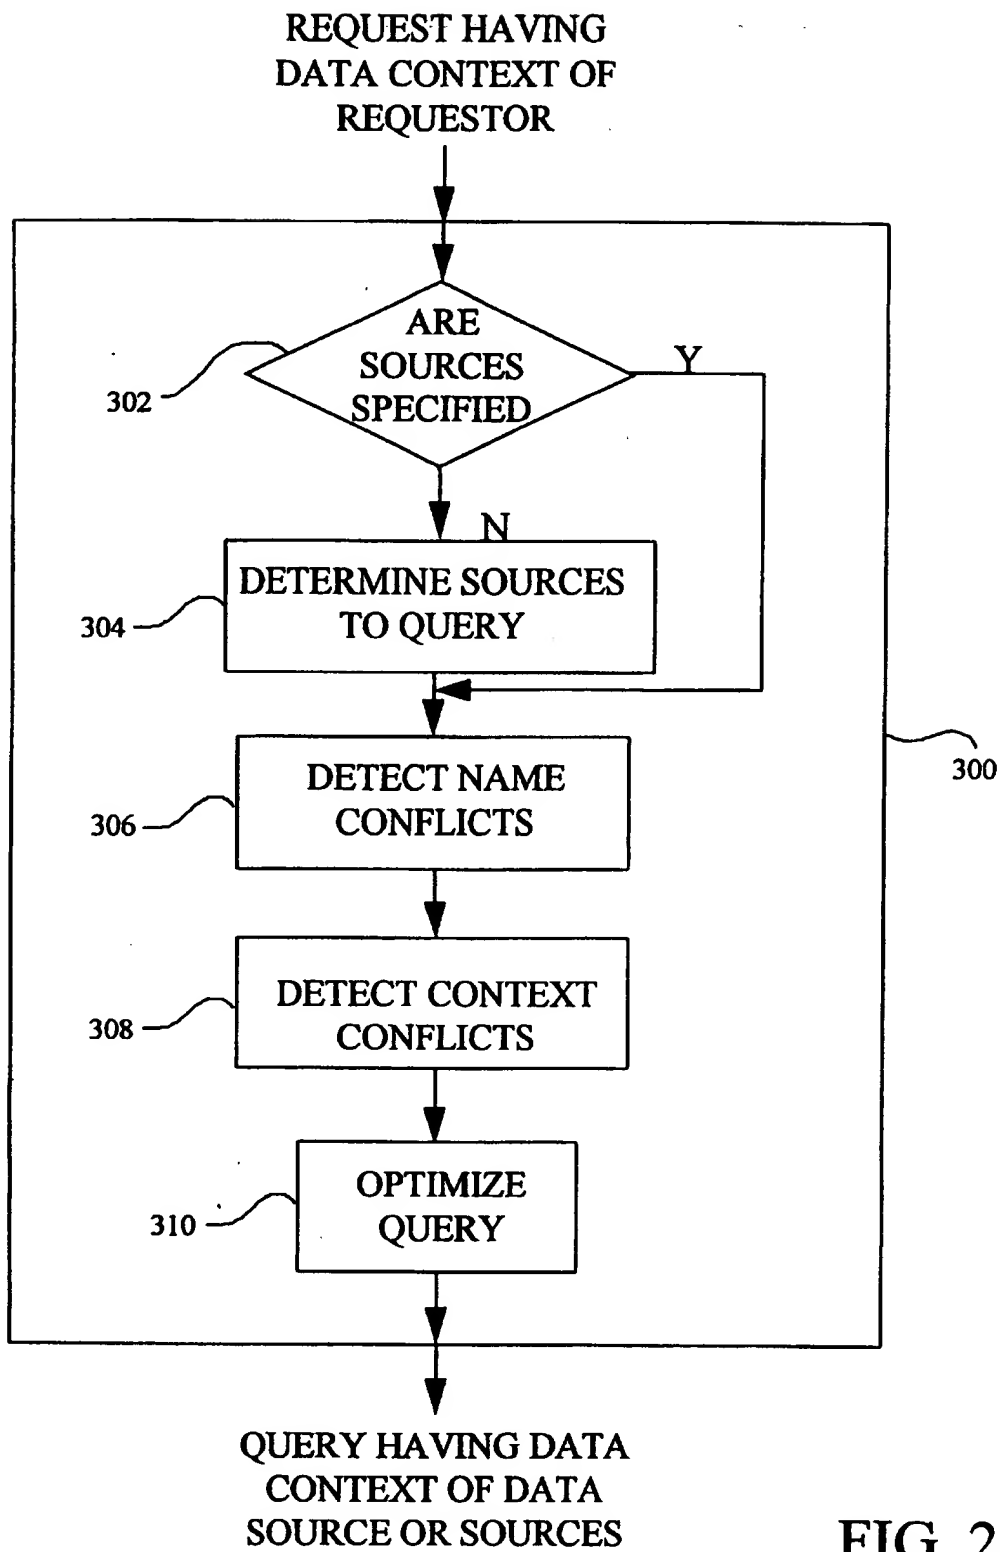 REQUEST HAVING
DATA CONTEXT OF
REQUESTOR
ARE
SOURCES
SPECIFIED
Y
302
N
DETERMINE SOURCES
TO QUERY
304
300
DETECT NAME
CONFLICTS
306
DETECT CONTEXT
CONFLICTS
308
OPTIMIZE
QUERY
310
QUERY HAVING DATA
CONTEXT OF DATA
SOURCE OR SOURCES
FIG. 2